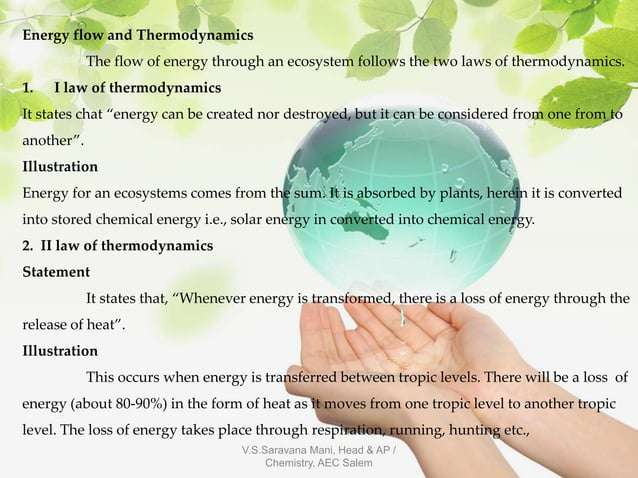 Energy flow and Thermodynamics
The flow of energy through an ecosystem follows the two laws of thermodynamics.
1. I law of thermodynamics
It states chat “energy can be created nor destroyed, but it can be considered from one from to
another”.
Illustration
Energy for an ecosystems comes from the sum. It is absorbed by plants, herein it is converted
into stored chemical energy i.e., solar energy in converted into chemical energy.
2. II law of thermodynamics
Statement
It states that, “Whenever energy is transformed, there is a loss of energy through the
release of heat”.
Illustration
This occurs when energy is transferred between tropic levels. There will be a loss of
energy (about 80-90%) in the form of heat as it moves from one tropic level to another tropic
level. The loss of energy takes place through respiration, running, hunting etc.,
V.S.Saravana Mani, Head & AP /
Chemistry, AEC Salem